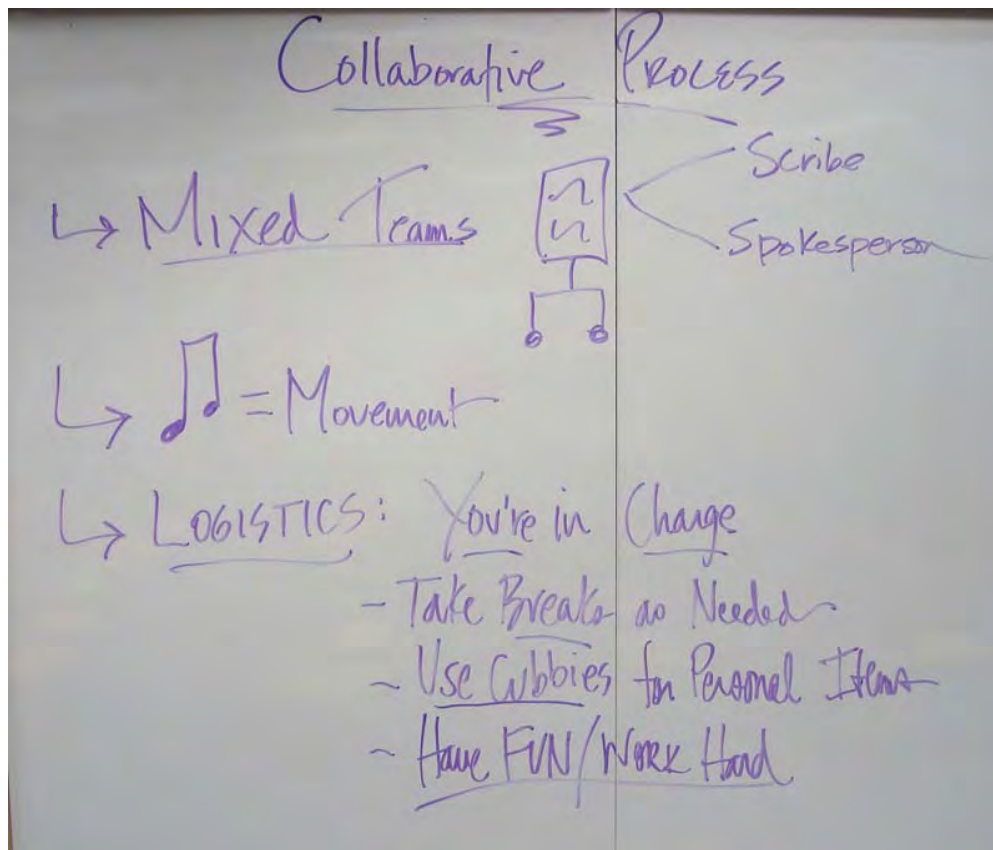 Collaborative Process
Scribe
↳ Mixed Teams
Spokesperson
↳ ♫ = Movement
↳ Logistics: You're in Charge
- Take Breaks as Needed
~ Use Cubbies for Personal Items
~ Have FUN/Work Hard